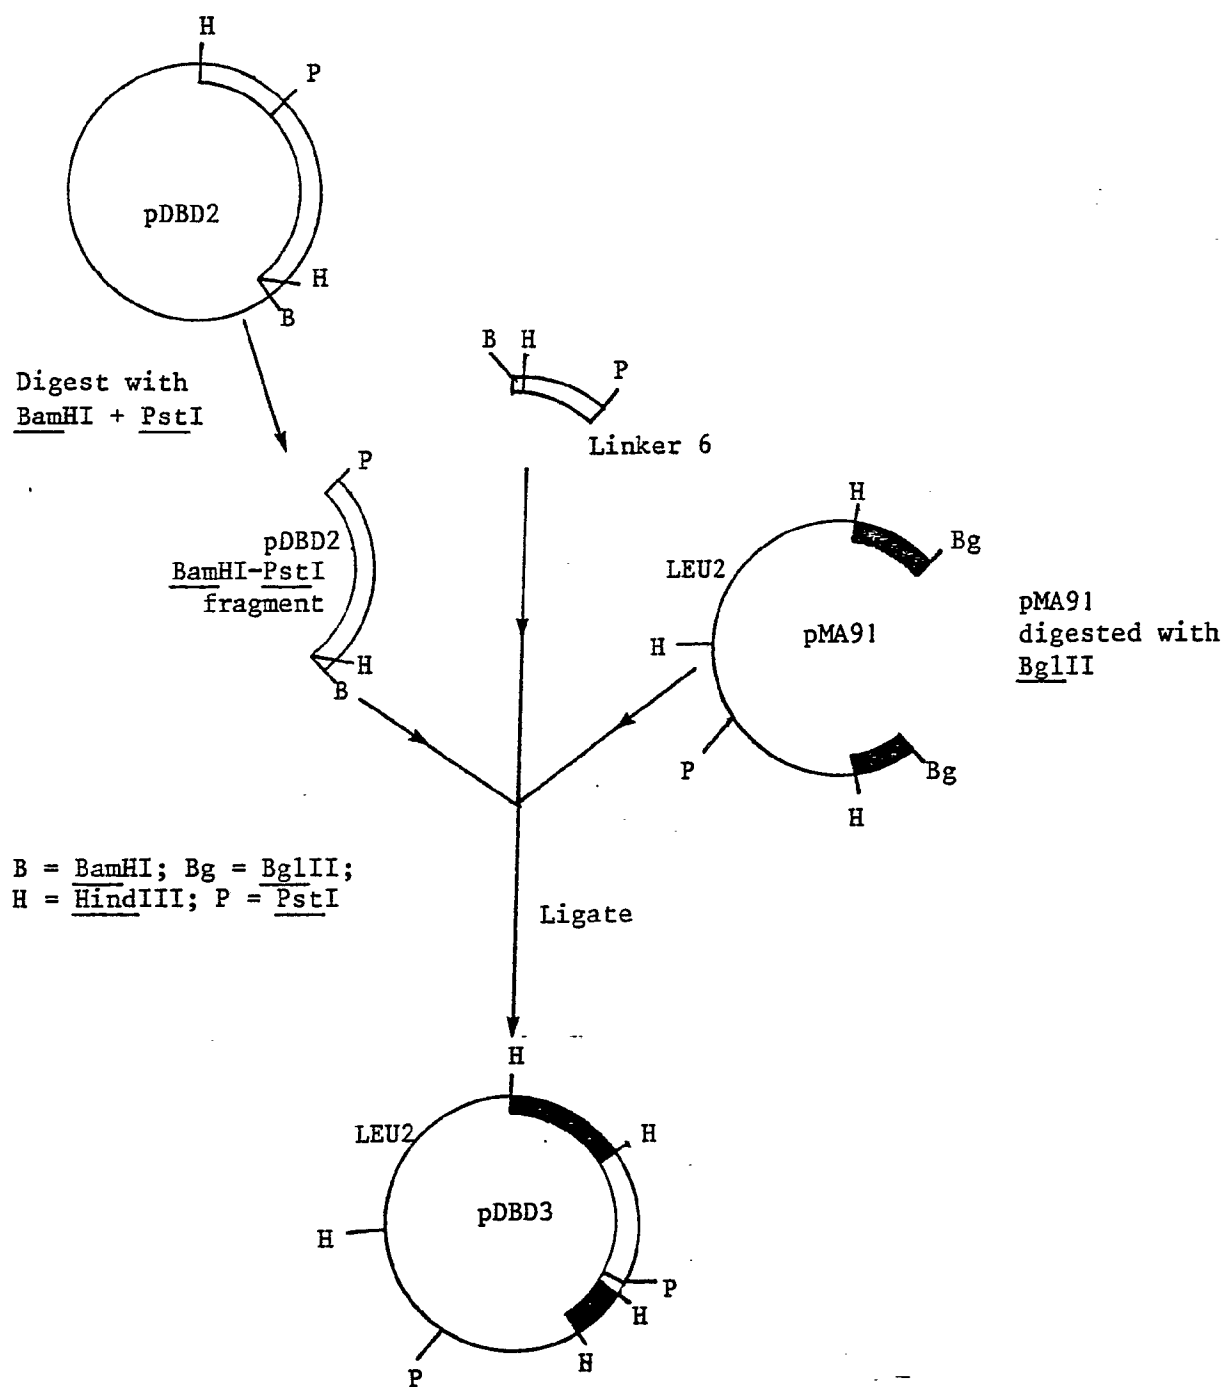 H
P
pDBD2
H
B
Digest with
BamHI + PstI
B H
P
Linker 6
P
pDBD2
BamHI-PstI
fragment
H
B
H
Bg
LEU2
pMA91
H
P
Bg
H
pMA91
digested with
BglII
B = BamHI; Bg = BglII;
H = HindIII; P = PstI
Ligate
H
LEU2
H
pDBD3
H
P
H
H
P